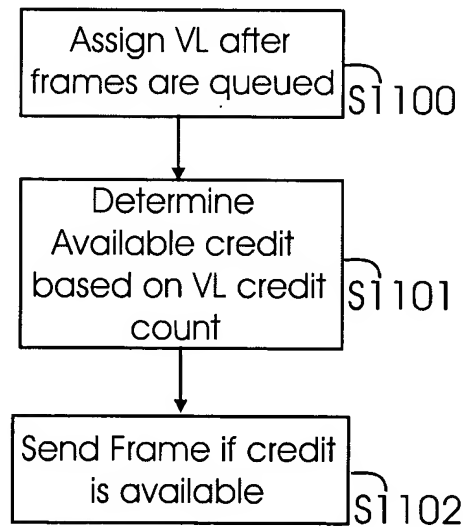 Assign VL after
frames are queued
S1100
Determine
Available credit
based on VL credit
count
S1101
Send Frame if credit
is available
S1102